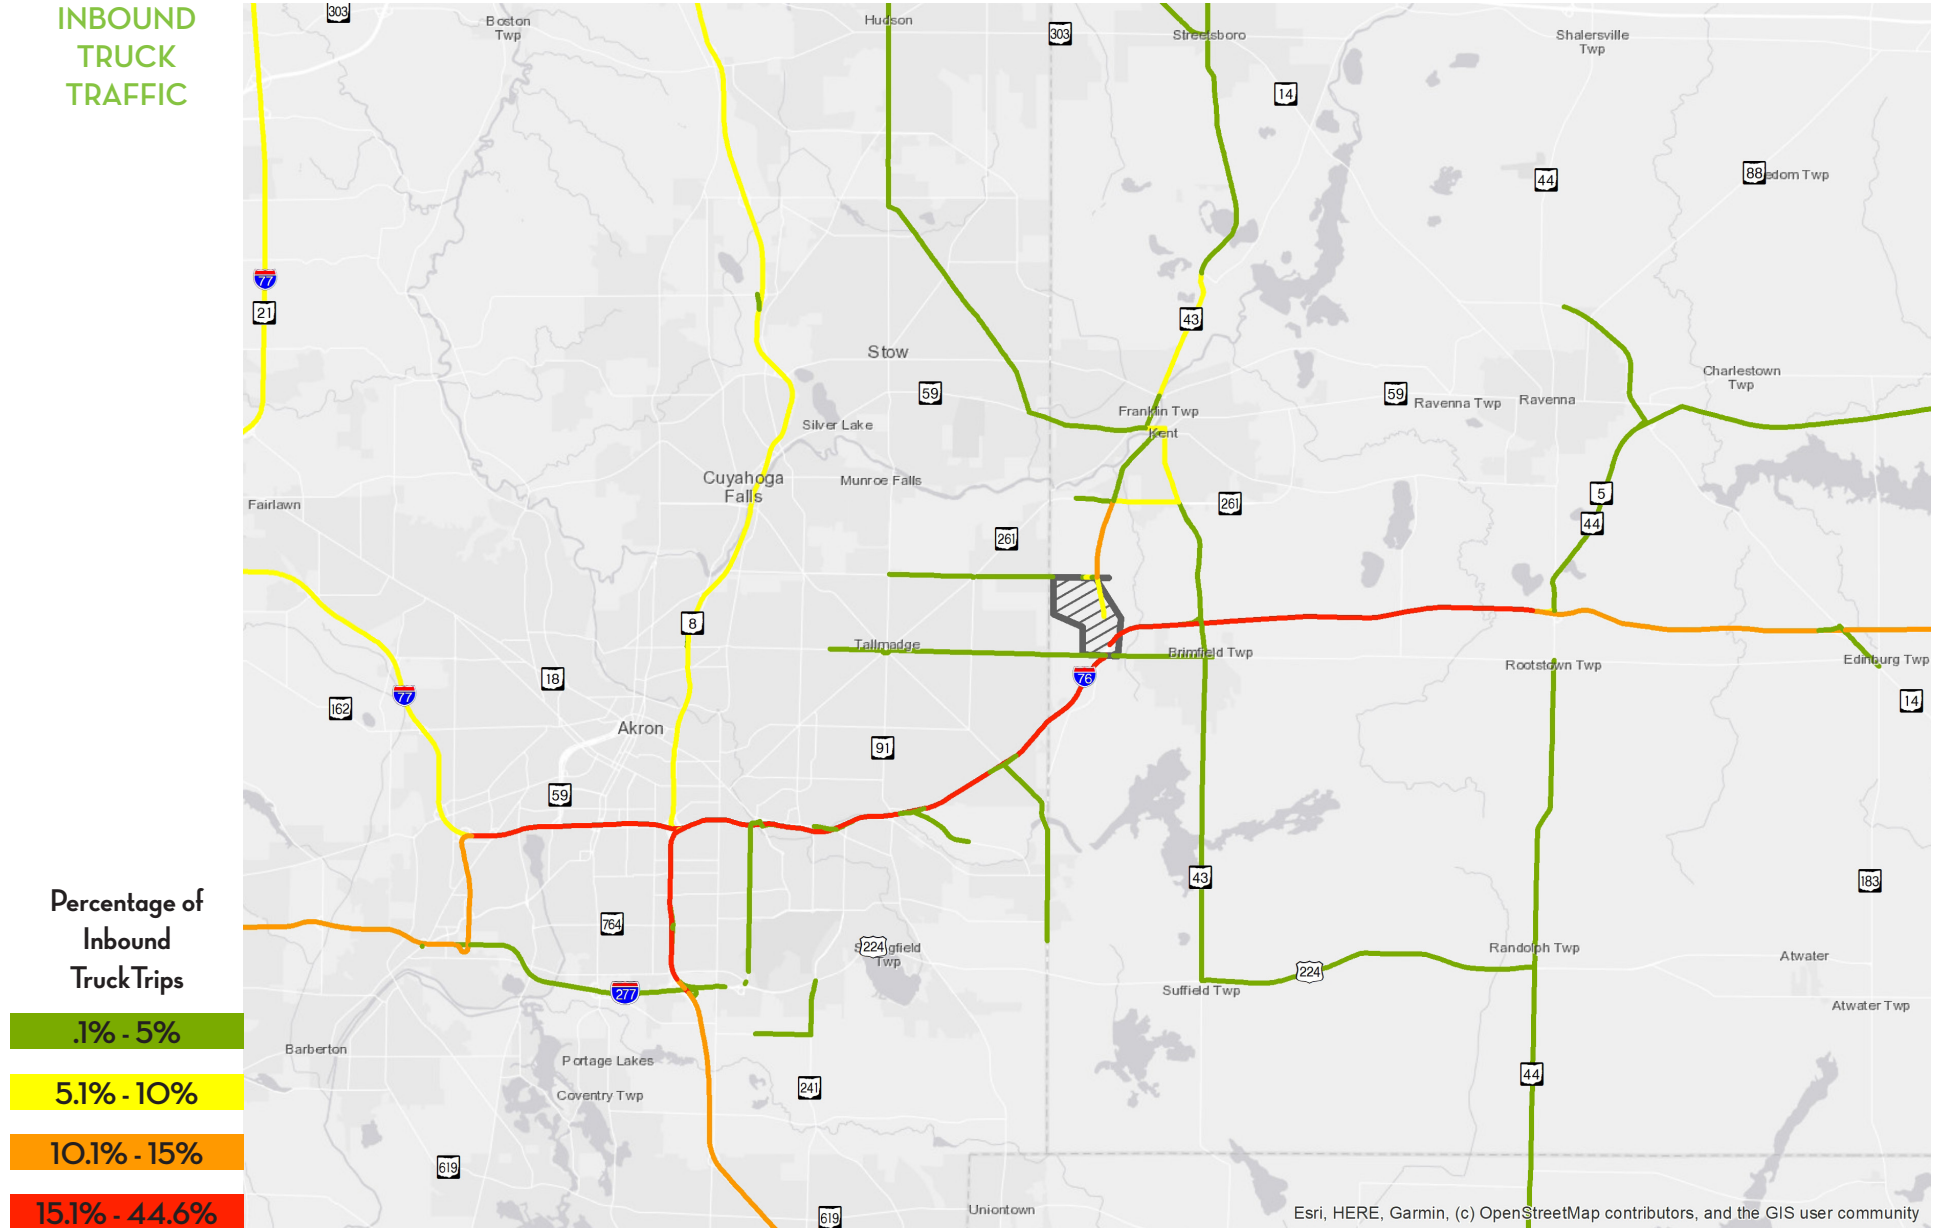 INBOUND
TRUCK
TRAFFIC
303
Boston
Twp
Hudson
303
Streetsboro
Shalersville
Twp
14
44
88
edom Twp
77
21
43
Stow
59
59
Ravenna Twp
Ravenna
Charlestown
Twp
Franklin Twp
Kent
Silver Lake
Cuyahoga
Falls
Munroe Falls
Fairlawn
261
261
5
44
8
Tallmadge
Brimfield Twp
Rootstown Twp
Edinburg Twp
76
77
18
162
14
Akron
91
59
43
183
Percentage of
Inbound
Truck Trips
764
224
gfield
Twp
Randolph Twp
Atwater
224
277
Suffield Twp
Atwater Twp
.1% - 5%
Barberton
Portage Lakes
44
5.1% - 10%
Coventry Twp
241
10.1% - 15%
619
15.1% - 44.6%
619
Uniontown
Esri, HERE, Garmin, (c) OpenStreetMap contributors, and the GIS user community